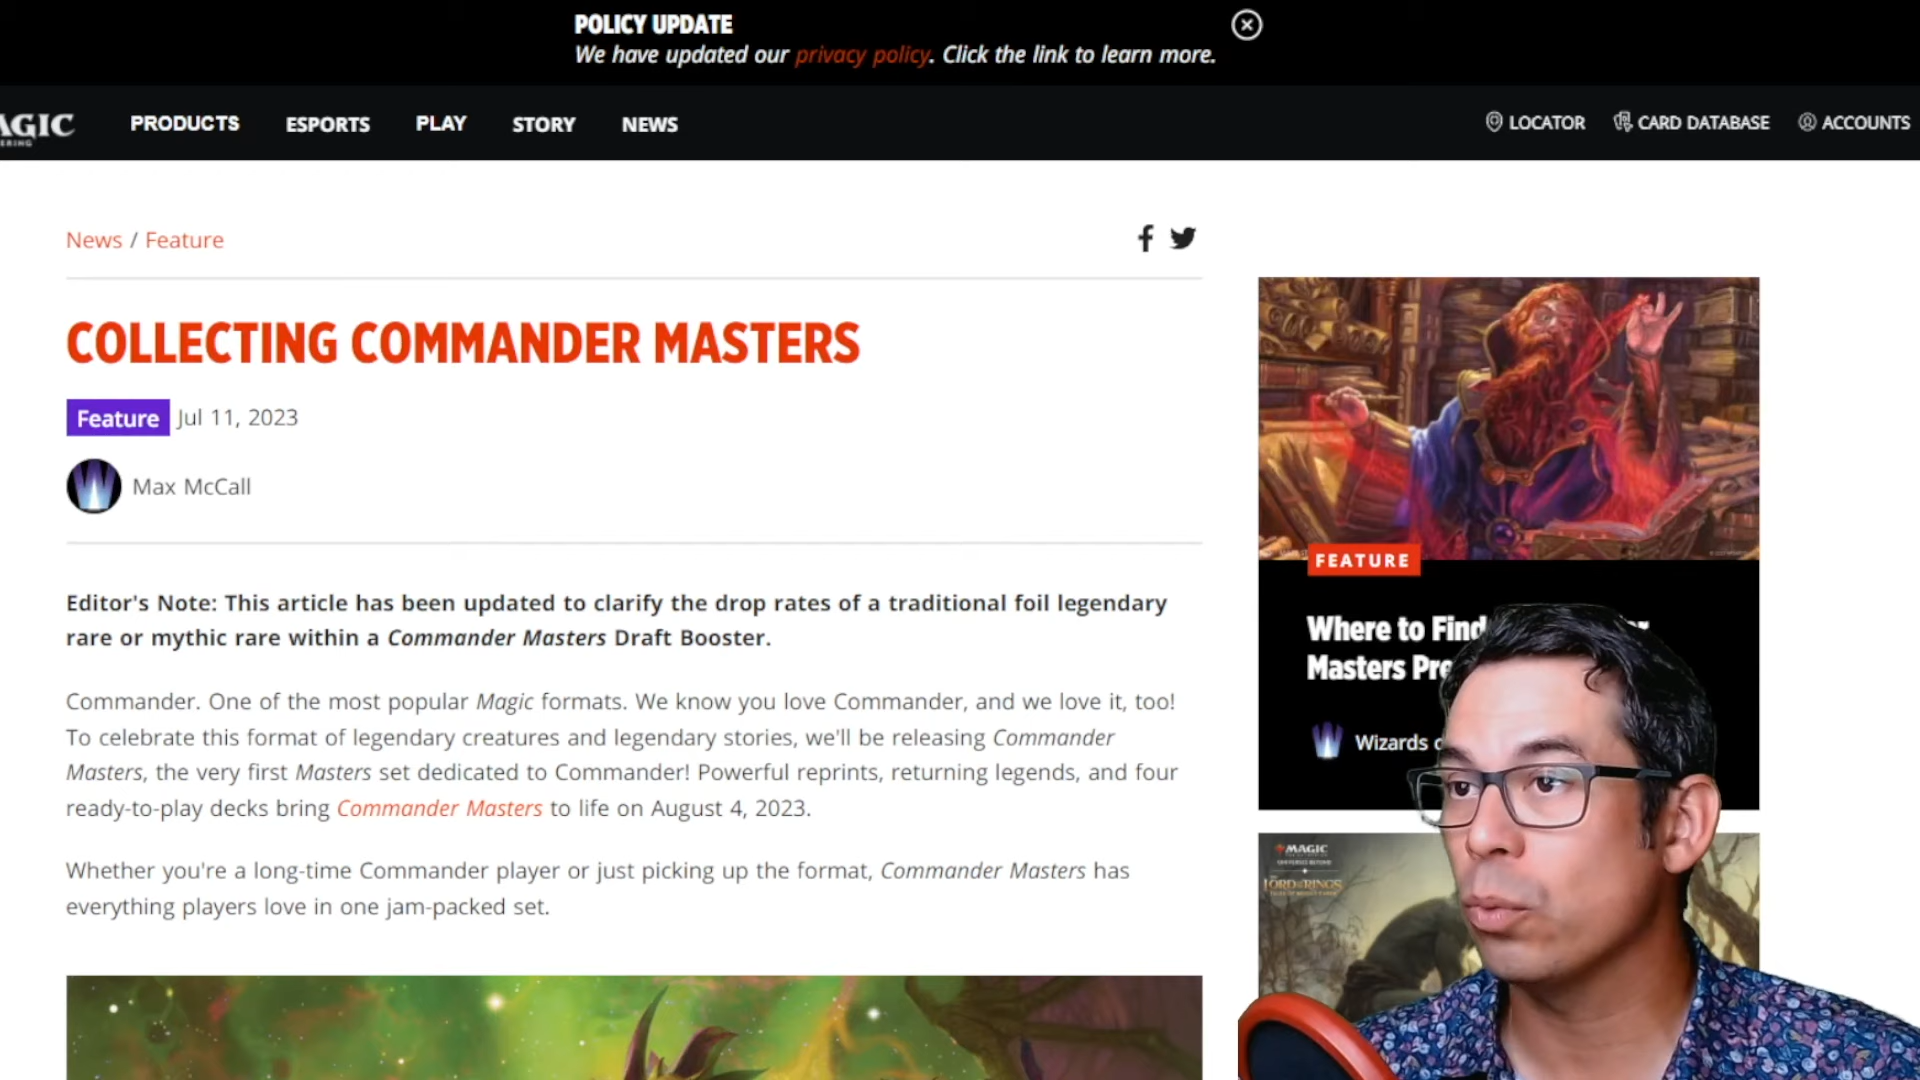 POLICY UPDATE
We have updated our privacy policy. Click the link to learn more.
AGIC
ERING
PRODUCTS
ESPORTS
PLAY
STORY
NEWS
LOCATOR
CARD DATABASE
ACCOUNTS
News / Feature
COLLECTING COMMANDER MASTERS
Feature Jul 11, 2023
Max McCall
Editor's Note: This article has been updated to clarify the drop rates of a traditional foil legendary
rare or mythic rare within a Commander Masters Draft Booster.
Commander. One of the most popular Magic formats. We know you love Commander, and we love it, too!
To celebrate this format of legendary creatures and legendary stories, we'll be releasing Commander
Masters, the very first Masters set dedicated to Commander! Powerful reprints, returning legends, and four
ready-to-play decks bring Commander Masters to life on August 4, 2023.
Whether you're a long-time Commander player or just picking up the format, Commander Masters has
everything players love in one jam-packed set.
FEATURE
Where to Find
Masters Pre
Wizards
MAGIC
LORD OF THE RINGS